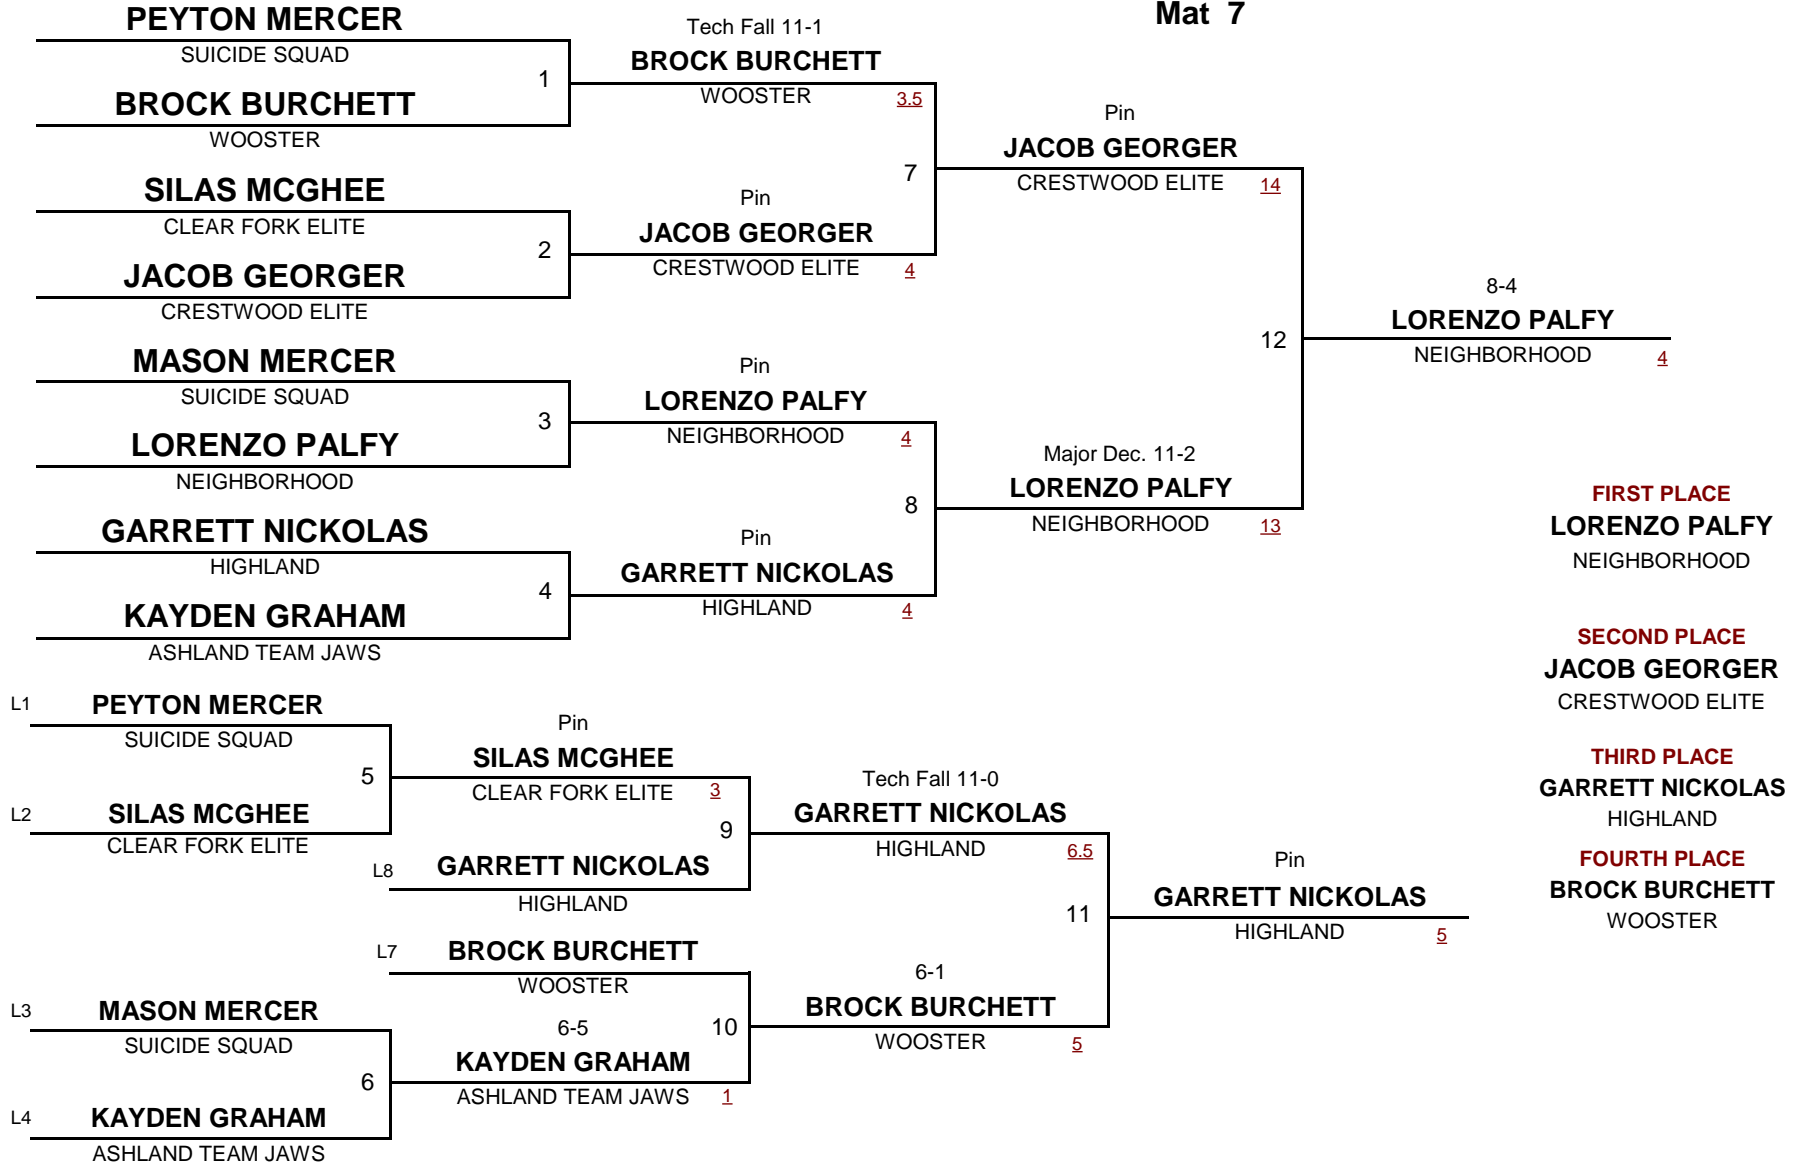 Mat 7
PEYTON MERCER
SUICIDE SQUAD
1
BROCK BURCHETT
WOOSTER
SILAS MCGHEE
CLEAR FORK ELITE
2
JACOB GEORGER
CRESTWOOD ELITE
MASON MERCER
SUICIDE SQUAD
3
LORENZO PALFY
NEIGHBORHOOD
GARRETT NICKOLAS
HIGHLAND
4
KAYDEN GRAHAM
ASHLAND TEAM JAWS
Tech Fall 11-1
BROCK BURCHETT
WOOSTER 3.5
7
Pin
JACOB GEORGER
CRESTWOOD ELITE 4
Pin
LORENZO PALFY
NEIGHBORHOOD 4
8
Pin
GARRETT NICKOLAS
HIGHLAND 4
Pin
JACOB GEORGER
CRESTWOOD ELITE 14
12
Major Dec. 11-2
LORENZO PALFY
NEIGHBORHOOD 13
8-4
LORENZO PALFY
NEIGHBORHOOD 4
L1 PEYTON MERCER
SUICIDE SQUAD
5
L2 SILAS MCGHEE
CLEAR FORK ELITE
L3 MASON MERCER
SUICIDE SQUAD
6
L4 KAYDEN GRAHAM
ASHLAND TEAM JAWS
Pin
SILAS MCGHEE
CLEAR FORK ELITE 3
9
L8 GARRETT NICKOLAS
HIGHLAND
L7 BROCK BURCHETT
WOOSTER
6-5 10
KAYDEN GRAHAM
ASHLAND TEAM JAWS 1
Tech Fall 11-0
GARRETT NICKOLAS
HIGHLAND 6.5
11
6-1
BROCK BURCHETT
WOOSTER 5
Pin
GARRETT NICKOLAS
HIGHLAND 5
FIRST PLACE
LORENZO PALFY
NEIGHBORHOOD
SECOND PLACE
JACOB GEORGER
CRESTWOOD ELITE
THIRD PLACE
GARRETT NICKOLAS
HIGHLAND
FOURTH PLACE
BROCK BURCHETT
WOOSTER